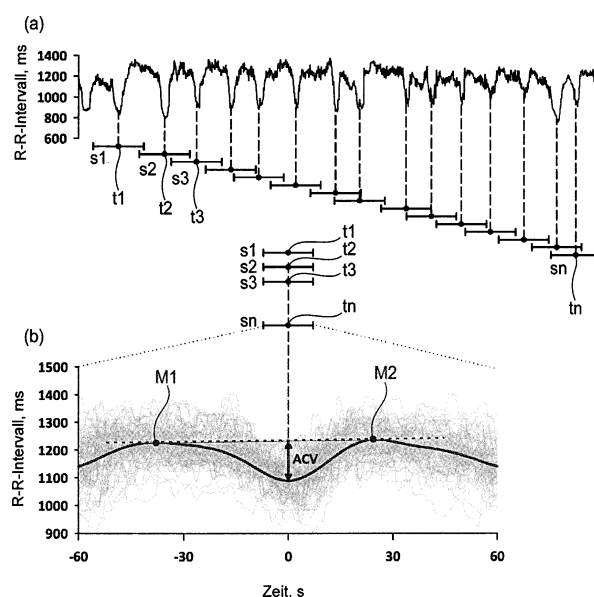 (a)
R-R-Intervall, ms
1400
1200
1000
800
600
s1
t1
s2
t2
s3
t3
sn
tn
s1
t1
s2
t2
s3
t3
sn
tn
(b)
R-R-Intervall, ms
1500
1400
1300
1200
1100
1000
900
M1
M2
ACV
-60
-30
0
30
60
Zeit, s